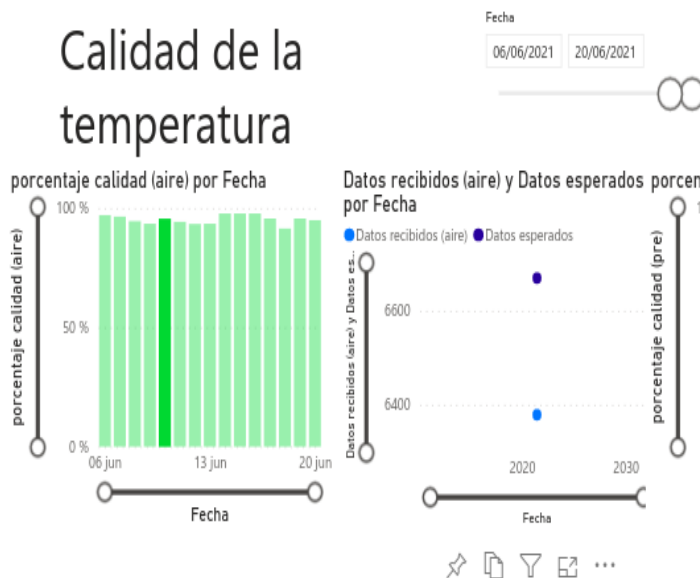 Calidad de la
temperatura
Fecha
06/06/2021 20/06/2021
porcentaje calidad (aire) por Fecha
porcentaje calidad (aire)
100 %
50 %
0 %
06 jun 13 jun 20 jun
Fecha
Datos recibidos (aire) y Datos esperados
por Fecha
Datos recibidos (aire) Datos esperados
Datos recibidos (aire) y Datos es...
6600
6400
2020 2030
Fecha
porcen
porcentaje calidad (pre)